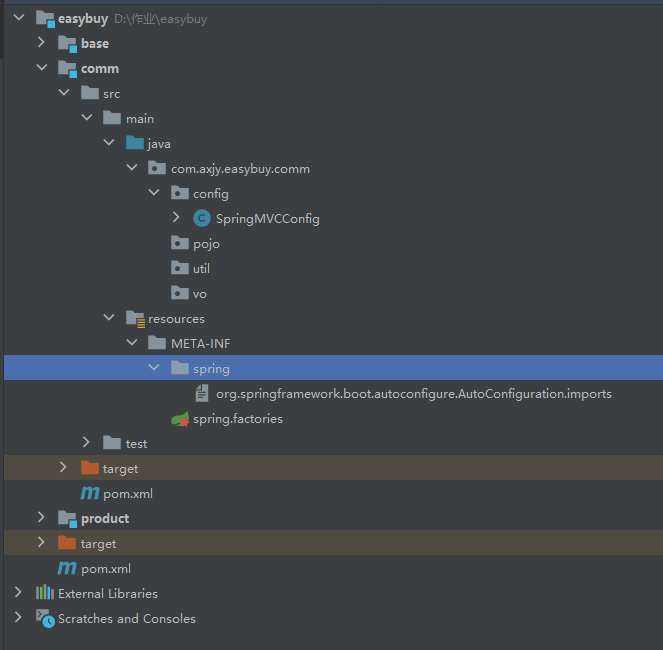 easybuy D:\作业\easybuy
base
comm
src
main
java
com.axjy.easybuy.comm
config
SpringMVCConfig
pojo
util
vo
resources
META-INF
spring
org.springframework.boot.autoconfigure.AutoConfiguration.imports
spring.factories
test
target
pom.xml
product
target
pom.xml
External Libraries
Scratches and Consoles